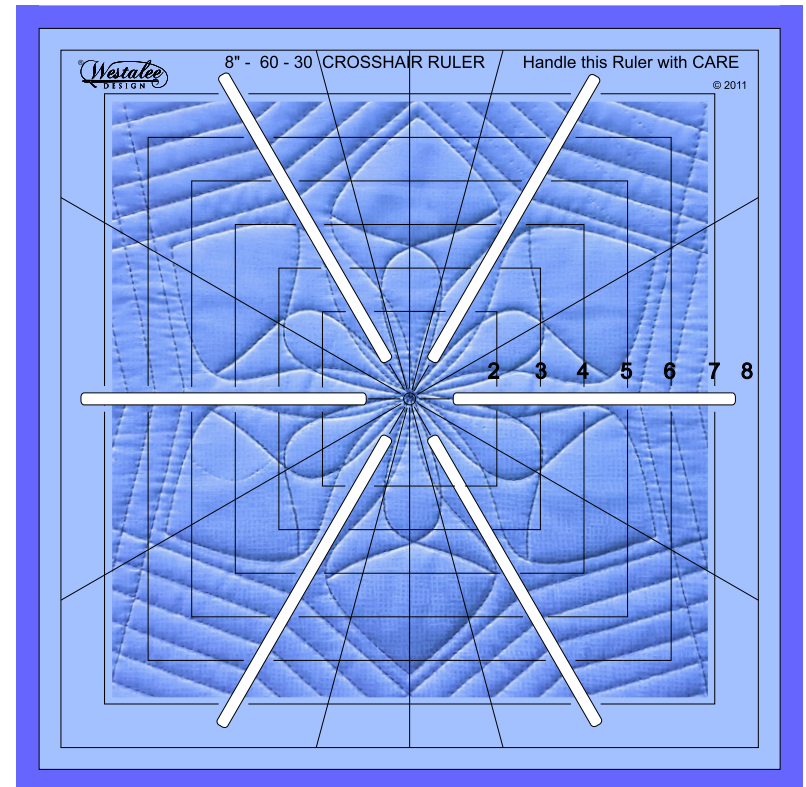 ® Westalee
DESIGN
8" - 60 - 30 CROSSHAIR RULER
Handle this Ruler with CARE
© 2011
2 3 4 5 6 7 8